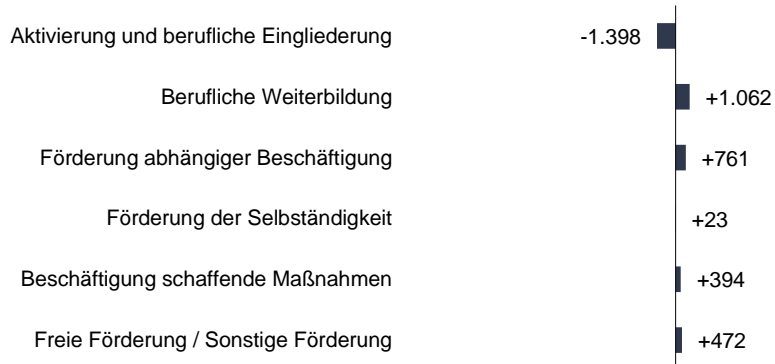 Aktivierung und berufliche Eingliederung -1.398
Berufliche Weiterbildung +1.062
Förderung abhängiger Beschäftigung +761
Förderung der Selbständigkeit +23
Beschäftigung schaffende Maßnahmen +394
Freie Förderung / Sonstige Förderung +472